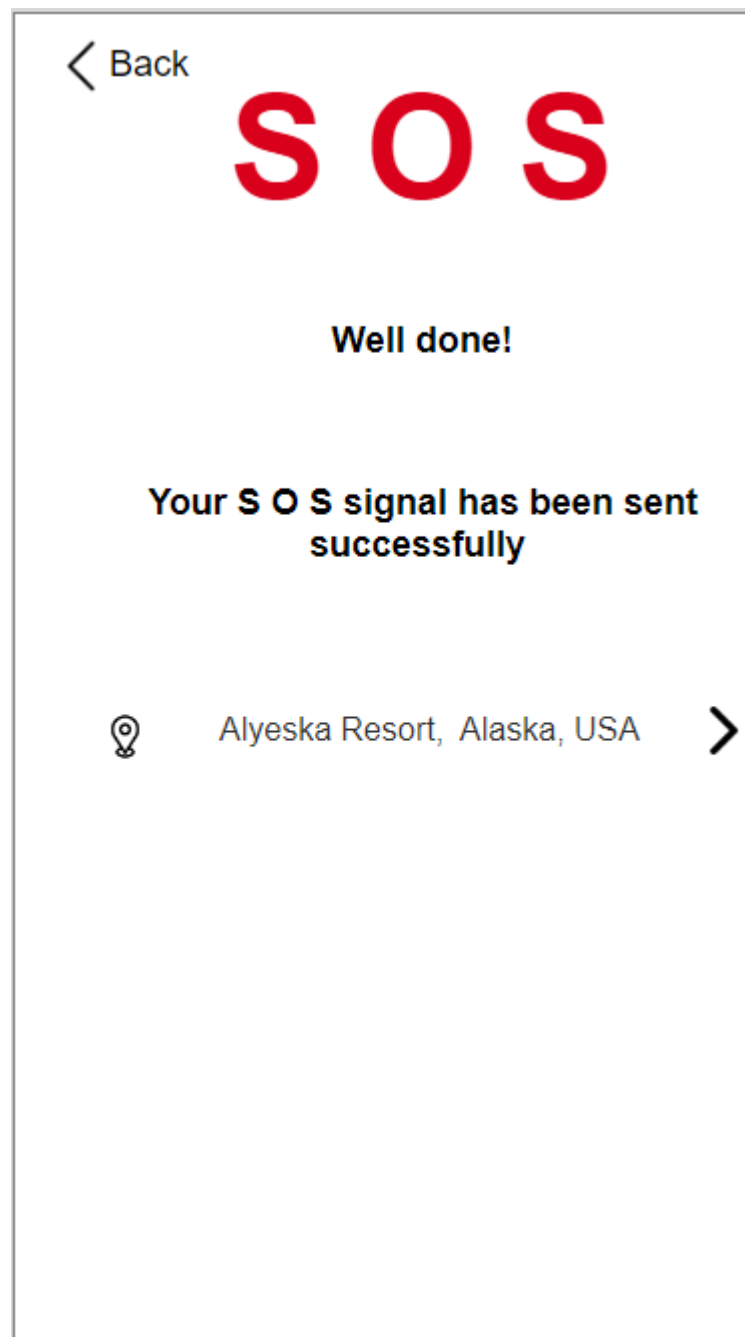 Back
S O S
Well done!
Your S O S signal has been sent
successfully
Alyeska Resort, Alaska, USA